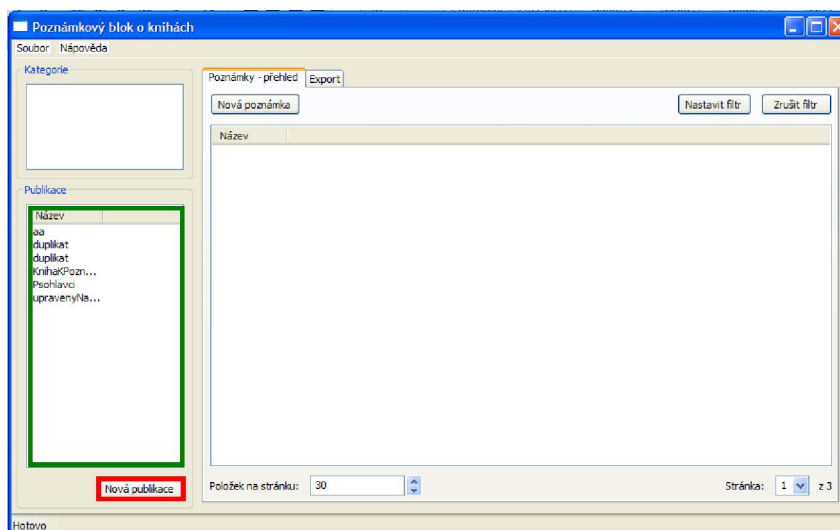 Poznámkový blok o knihách
Soubor Nápověda
Kategorie
Publikace
Název
aa
duplikat
duplikat
KnihaKPozn...
Psohlavci
upravenyNa...
Nová publikace
Poznámky - přehled Export
Nová poznámka Nastavit filtr Zrušit filtr
Název
Položek na stránku: 30 Stránka: 1 z 3
Hotovo